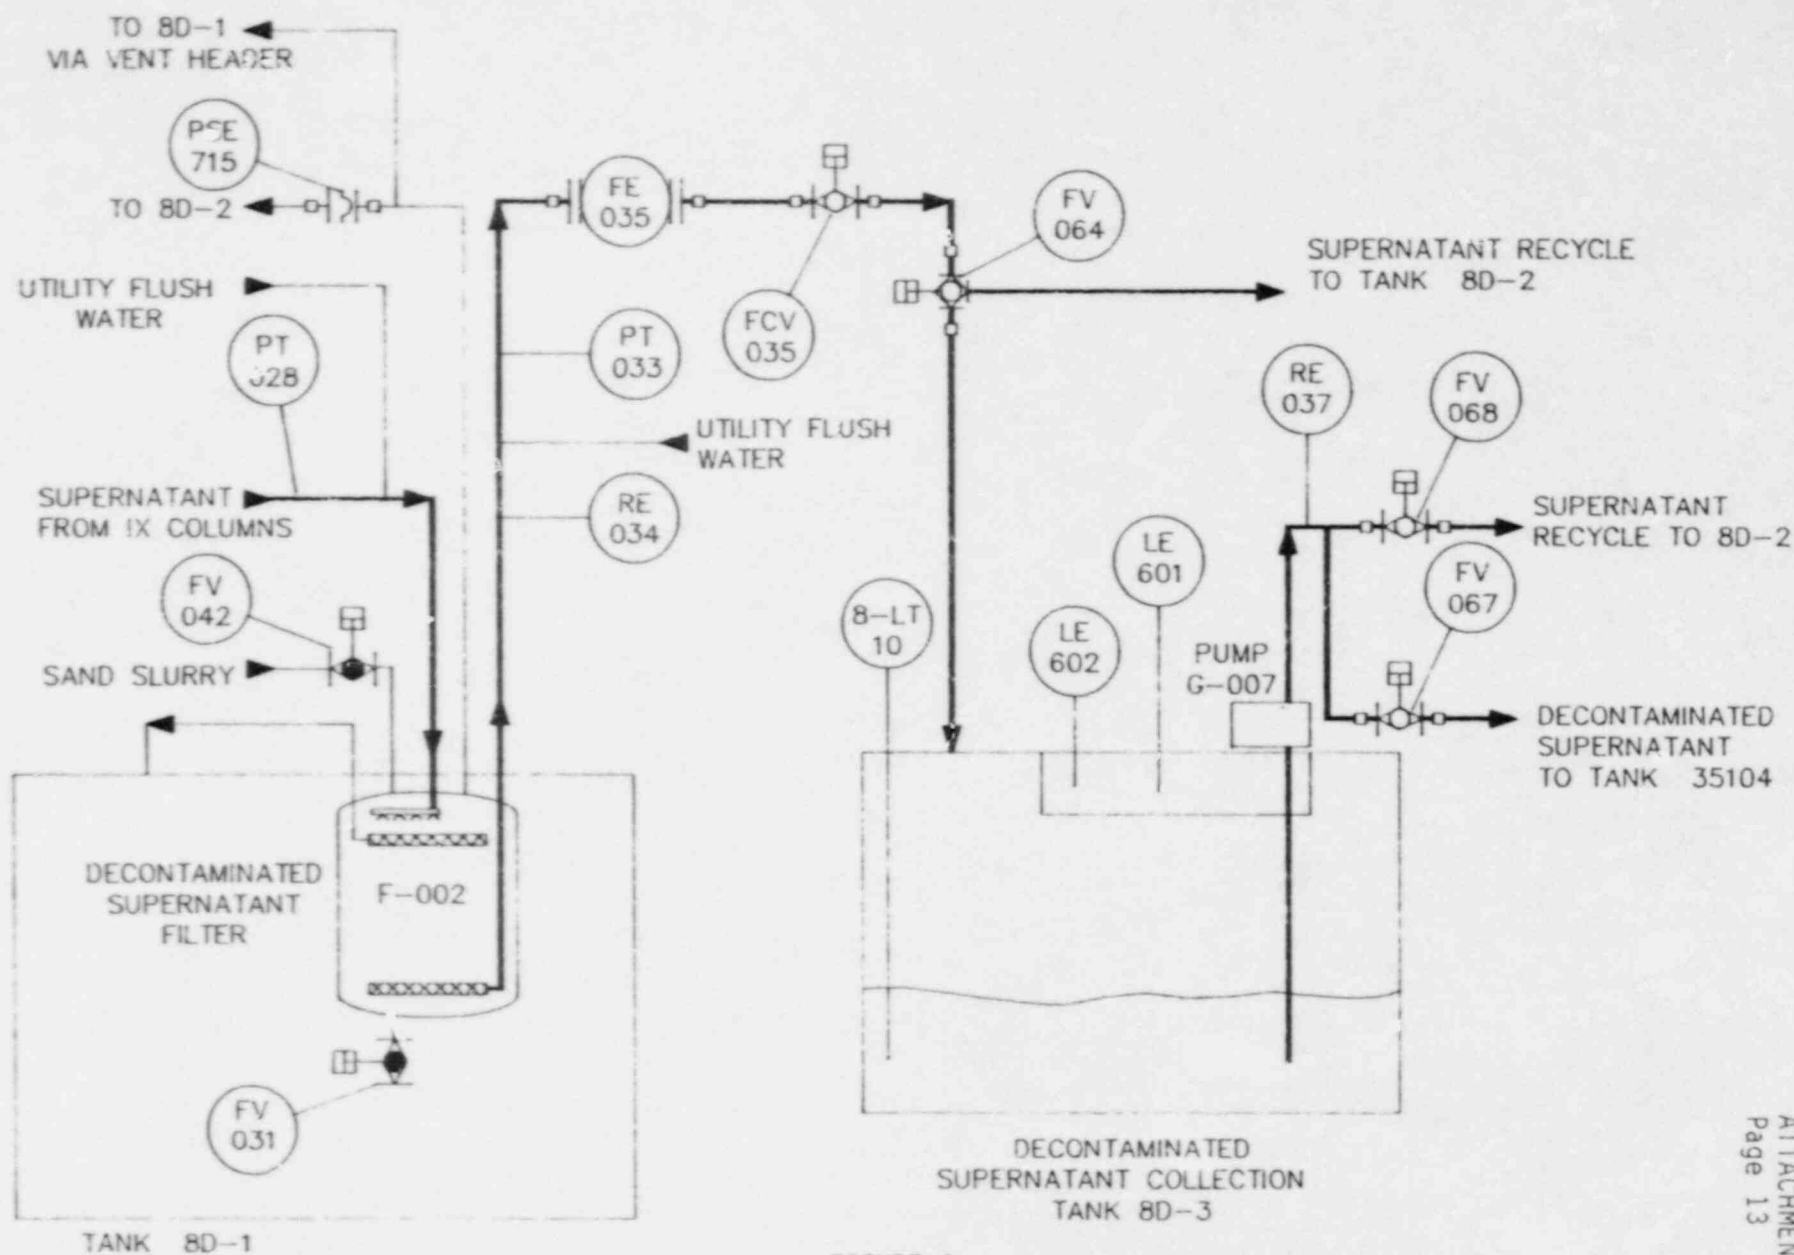 TO 8D-1
VIA VENT HEADER
PSE
715
TO 8D-2
UTILITY FLUSH
WATER
PT
028
SUPERNATANT
FROM IX COLUMNS
FV
042
SAND SLURRY
DECONTAMINATED
SUPERNATANT
FILTER
F-002
FV
031
TANK 8D-1
FE
035
PT
033
UTILITY FLUSH
WATER
RE
034
FCV
035
FV
064
SUPERNATANT RECYCLE
TO TANK 8D-2
8-LT
10
LE
602
LE
601
PUMP
G-007
RE
037
FV
068
SUPERNATANT
RECYCLE TO 8D-2
FV
067
DECONTAMINATED
SUPERNATANT
TO TANK 35104
DECONTAMINATED
SUPERNATANT COLLECTION
TANK 8D-3
Page 13